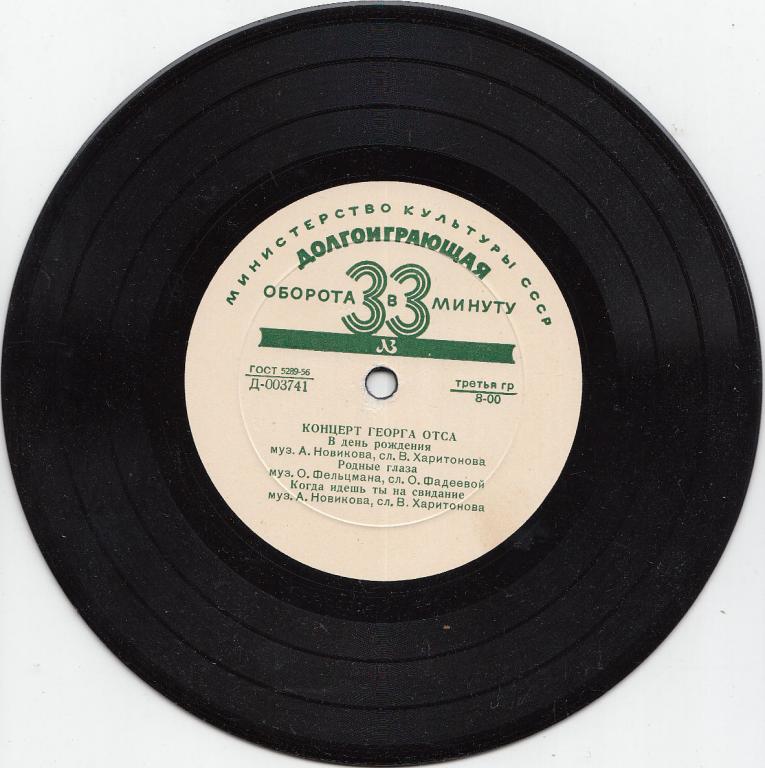 МИНИСТЕРСТВО КУЛЬТУРЫ СССР
ДОЛГОИГРАЮЩАЯ
ОБОРОТА 33 В МИНУТУ
ЛЗ
ГОСТ 5289-56
Д-003741
третья гр
8-00
КОНЦЕРТ ГЕОРГА ОТСА
В день рождения
муз. А. Новикова, сл. В. Харитонова
Родные глаза
муз. О. Фельцмана, сл. О. Фадеевой
Когда идешь ты на свидание
муз. А. Новикова, сл. В. Харитонова